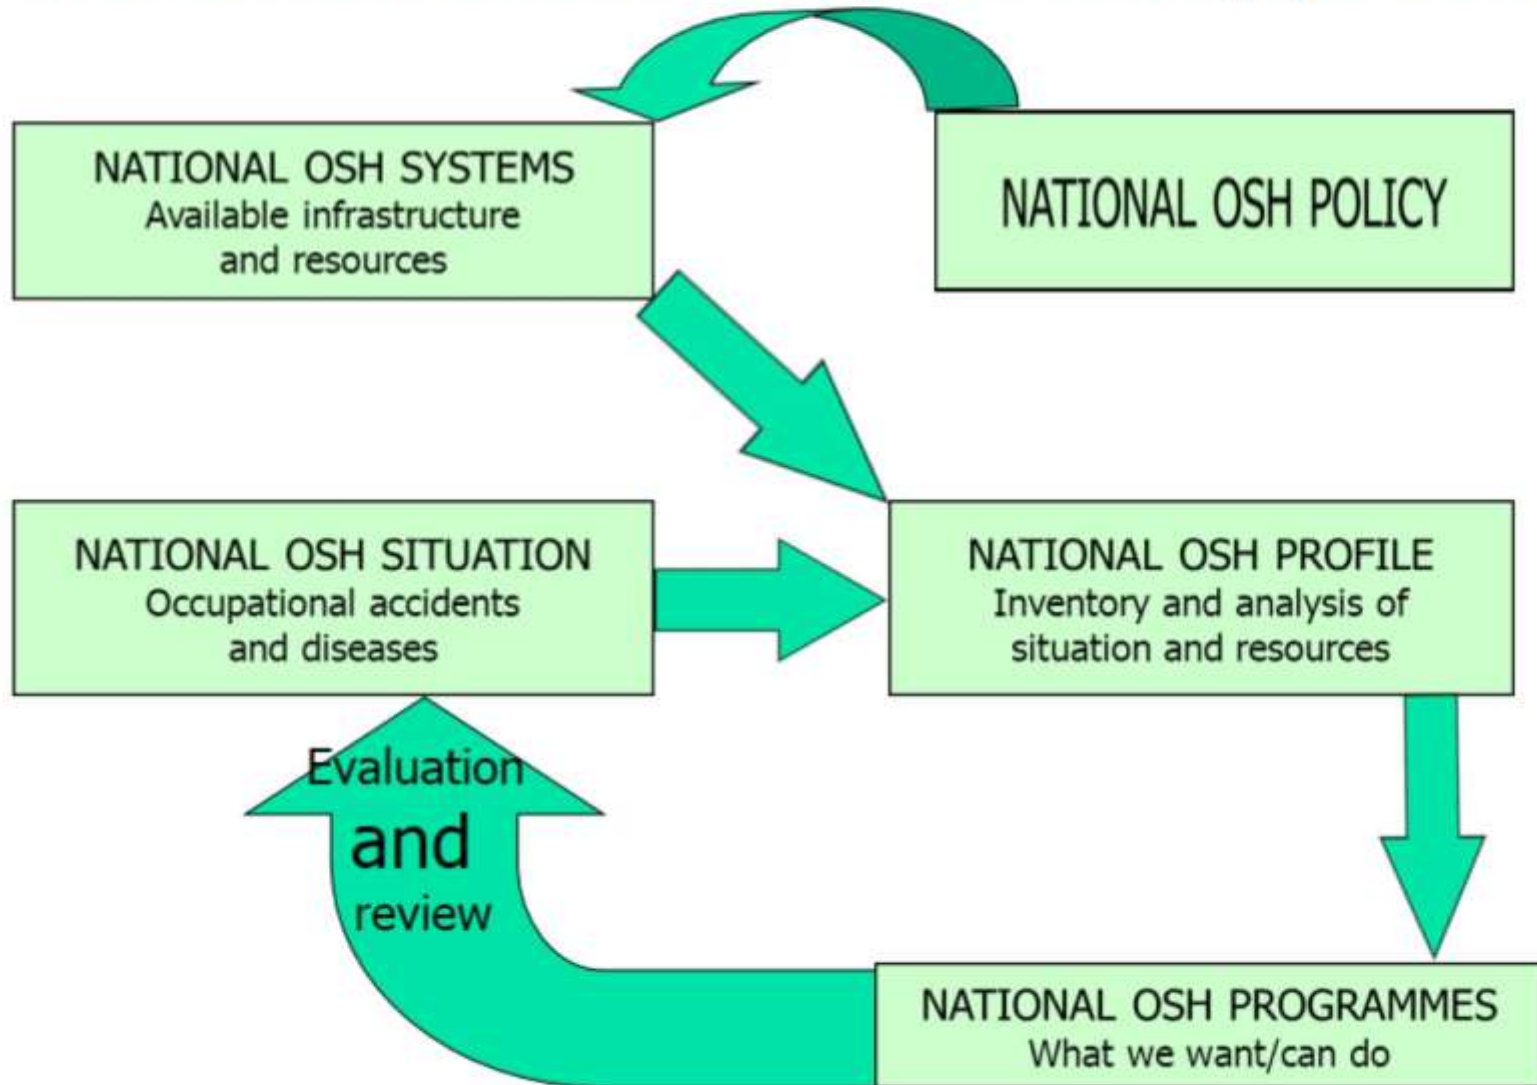 NATIONAL OSH SYSTEMS
Available infrastructure
and resources
NATIONAL OSH POLICY
NATIONAL OSH SITUATION
Occupational accidents
and diseases
NATIONAL OSH PROFILE
Inventory and analysis of
situation and resources
Evaluation
and
review
NATIONAL OSH PROGRAMMES
What we want/can do